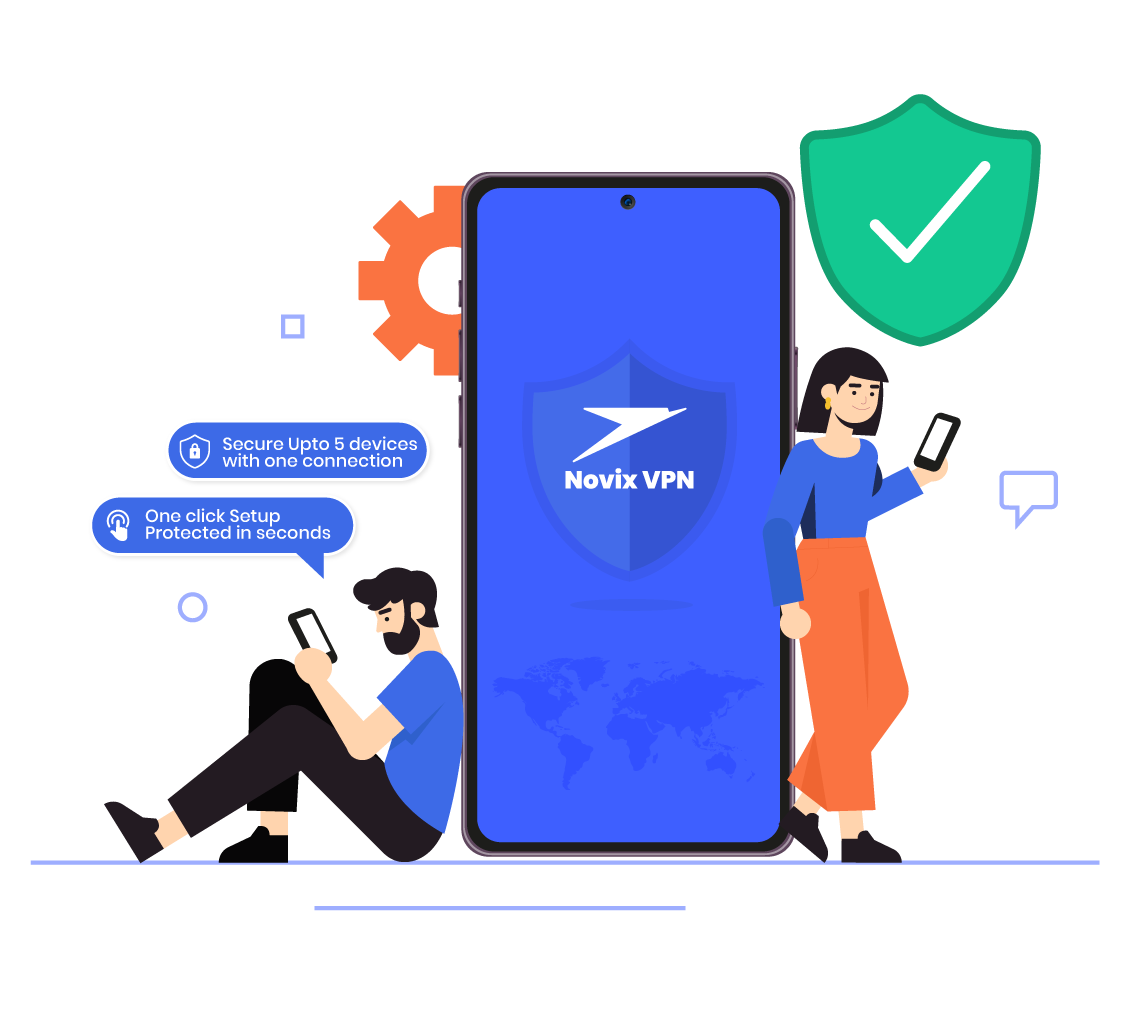 Secure Upto 5 devices
with one connection
Novix VPN
One click Setup
Protected in seconds